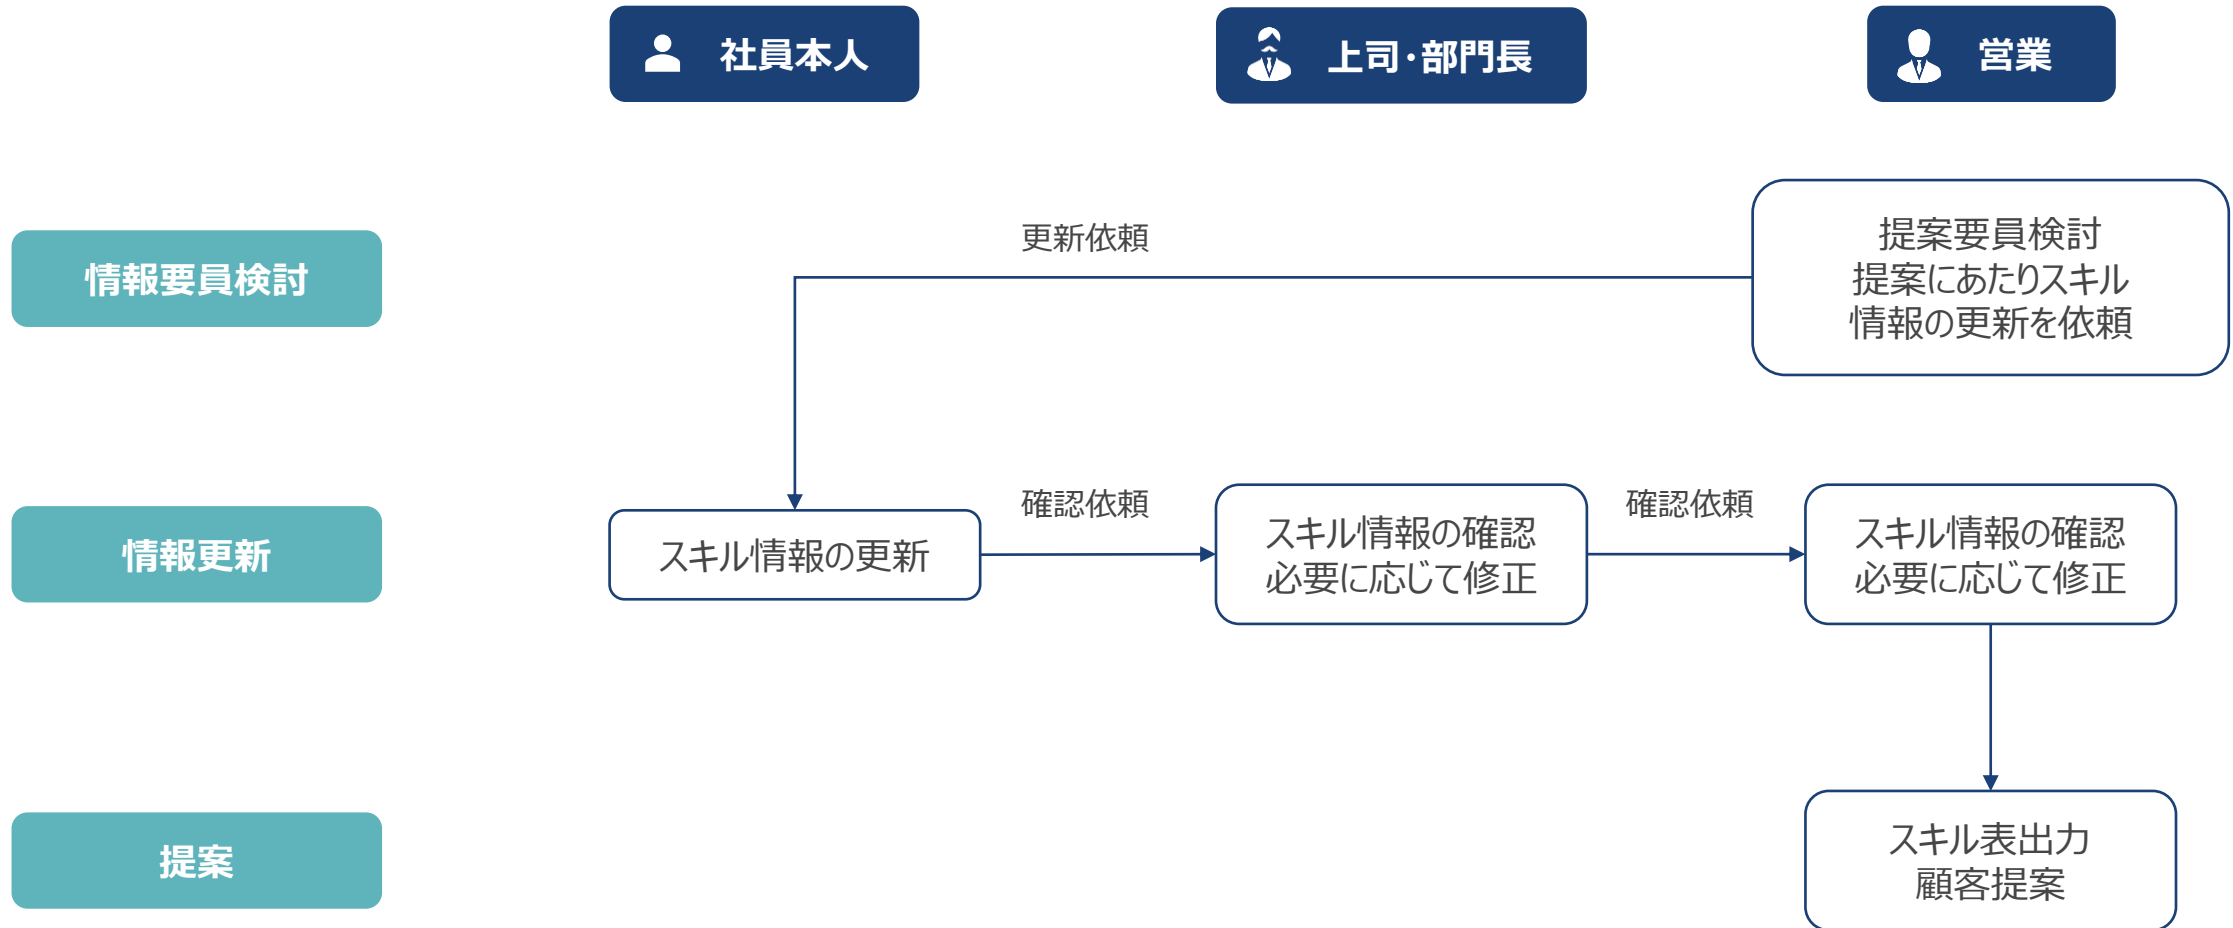 社員本人
上司・部門長
営業
情報要員検討
更新依頼
提案要員検討
提案にあたりスキル
情報の更新を依頼
情報更新
スキル情報の更新
確認依頼
スキル情報の確認
必要に応じて修正
確認依頼
スキル情報の確認
必要に応じて修正
提案
スキル表出力
顧客提案